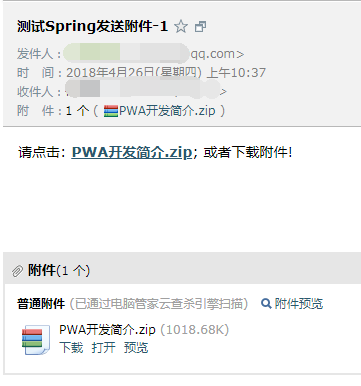 测试Spring发送附件-1
发件人：qq.com>
时　间：2018年4月26日(星期四) 上午10:37
收件人：
附　件：1 个 ( PWA开发简介.zip )
请点击： PWA开发简介.zip; 或者下载附件!
附件(1 个)
普通附件 (已通过电脑管家云查杀引擎扫描) 附件预览
PWA开发简介.zip (1018.68K)
下载 打开 预览